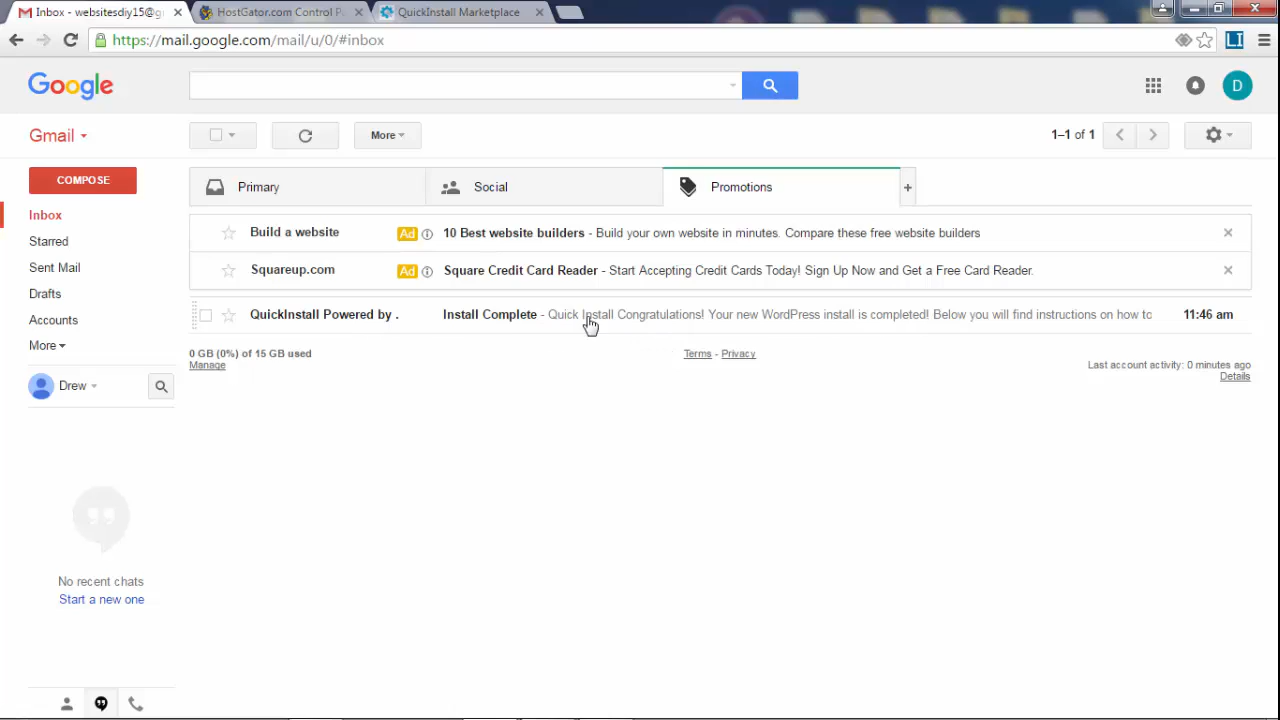 Inbox - websitesdiy15@g
HostGator.com Control P
QuickInstall Marketplace
https://mail.google.com/mail/u/0/#inbox
LI
Google
D
Gmail
More
1–1 of 1
COMPOSE
Primary
Social
Promotions
+
Inbox
Starred
Sent Mail
Drafts
Accounts
More
Build a website Ad 10 Best website builders - Build your own website in minutes. Compare these free website builders
Squareup.com Ad Square Credit Card Reader - Start Accepting Credit Cards Today! Sign Up Now and Get a Free Card Reader.
QuickInstall Powered by . Install Complete - Quick Install Congratulations! Your new WordPress install is completed! Below you will find instructions on how to 11:46 am
0 GB (0%) of 15 GB used
Manage
Terms - Privacy
Last account activity: 0 minutes ago
Details
Drew
No recent chats
Start a new one